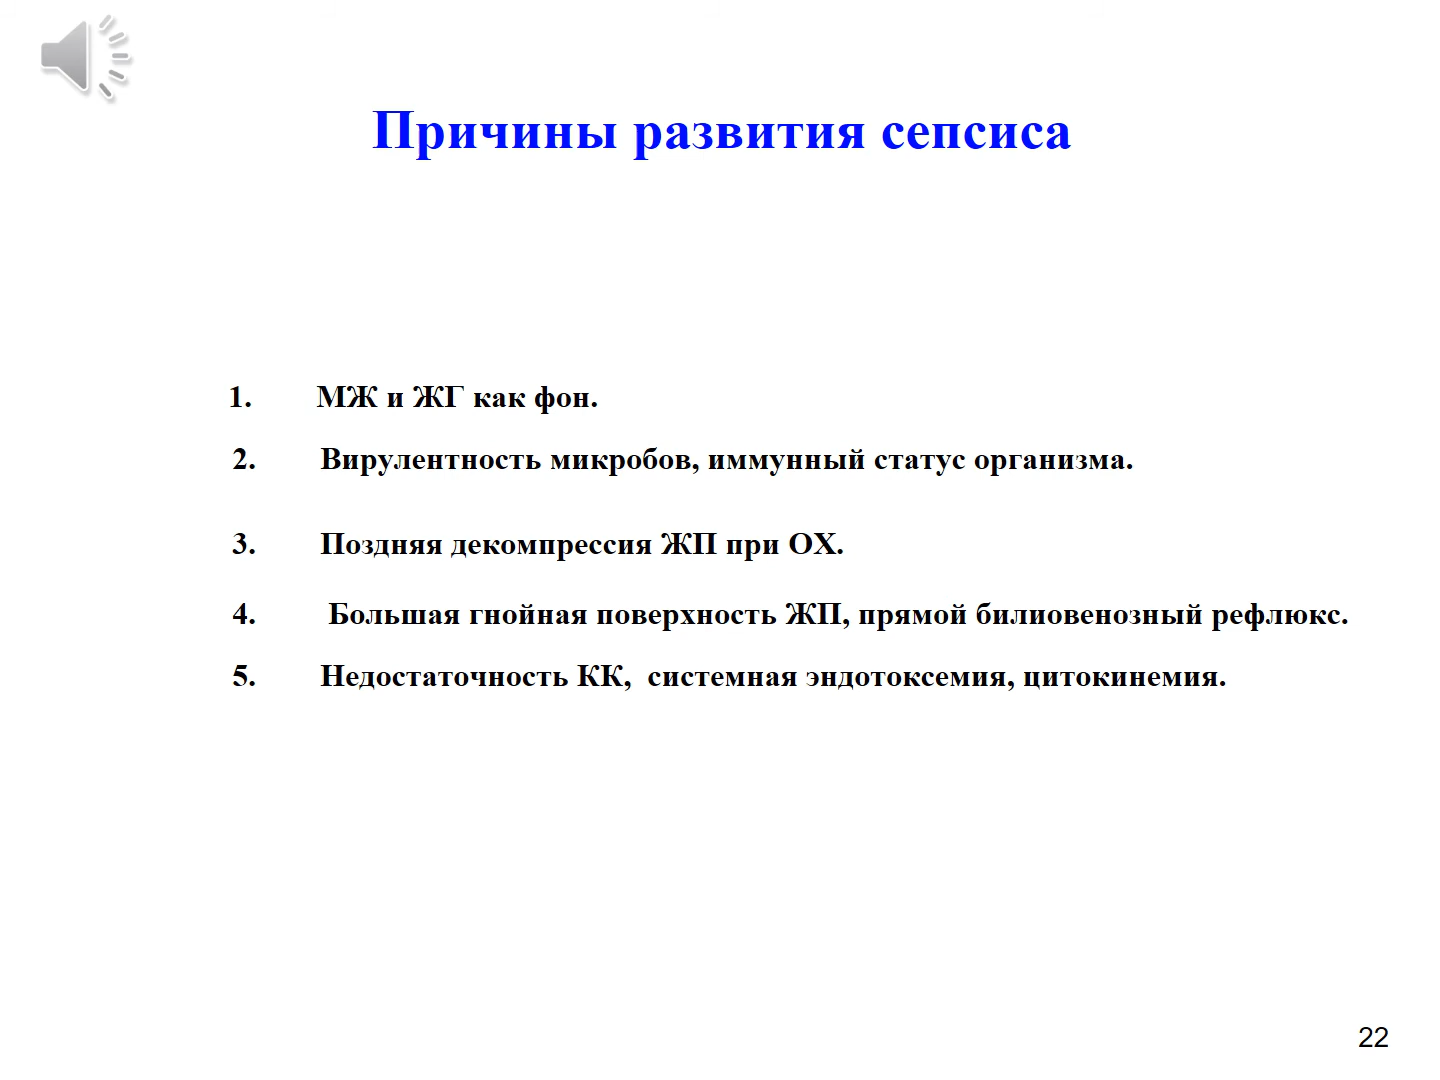 Причины развития сепсиса
1. МЖ и ЖГ как фон.
2. Вирулентность микробов, иммунный статус организма.
3. Поздняя декомпрессия ЖП при ОХ.
4. Большая гнойная поверхность ЖП, прямой билиовенозный рефлюкс.
5. Недостаточность КК, системная эндотоксемия, цитокинемия.
22